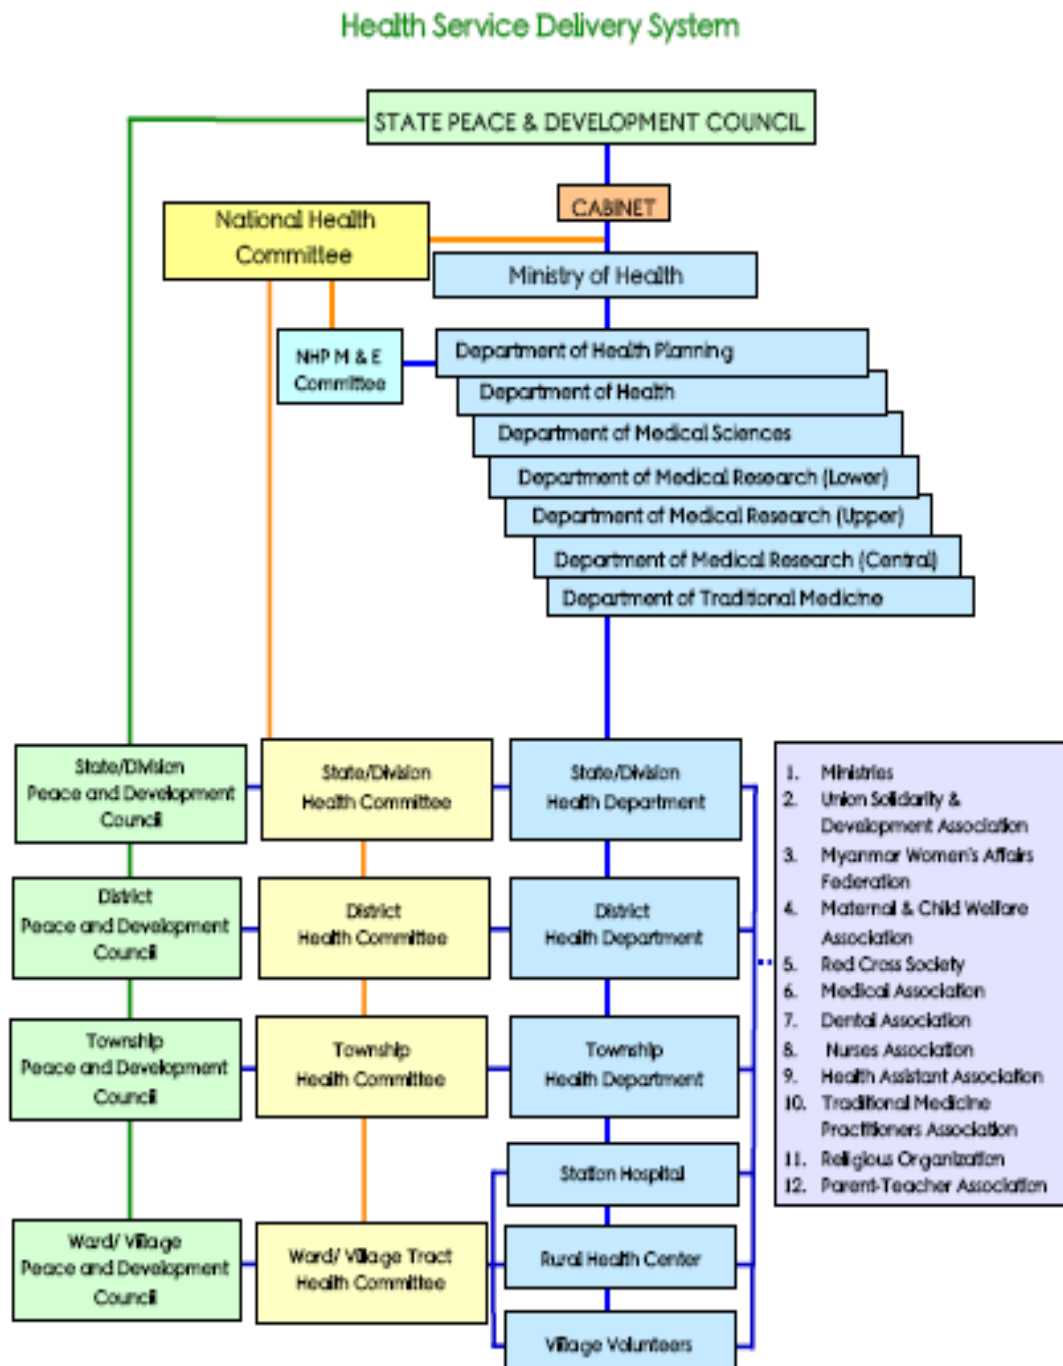 Health Service Delivery System
STATE PEACE & DEVELOPMENT COUNCIL
CABINET
National Health
Committee
Ministry of Health
NHP M & E
Committee
Department of Health Planning
Department of Health
Department of Medical Sciences
Department of Medical Research (Lower)
Department of Medical Research (Upper)
Department of Medical Research (Central)
Department of Traditional Medicine
State/Division
Peace and Development
Council
State/Division
Health Committee
State/Division
Health Department
District
Peace and Development
Council
District
Health Committee
District
Health Department
Township
Peace and Development
Council
Township
Health Committee
Township
Health Department
Station Hospital
Ward/ Village
Peace and Development
Council
Ward/ Village Tract
Health Committee
Rural Health Center
Village Volunteers
1. Ministries
2. Union Solidarity &
Development Association
3. Myanmar Women's Affairs
Federation
4. Maternal & Child Welfare
Association
5. Red Cross Society
6. Medical Association
7. Dental Association
8. Nurses Association
9. Health Assistant Association
10. Traditional Medicine
Practitioners Association
11. Religious Organization
12. Parent-Teacher Association